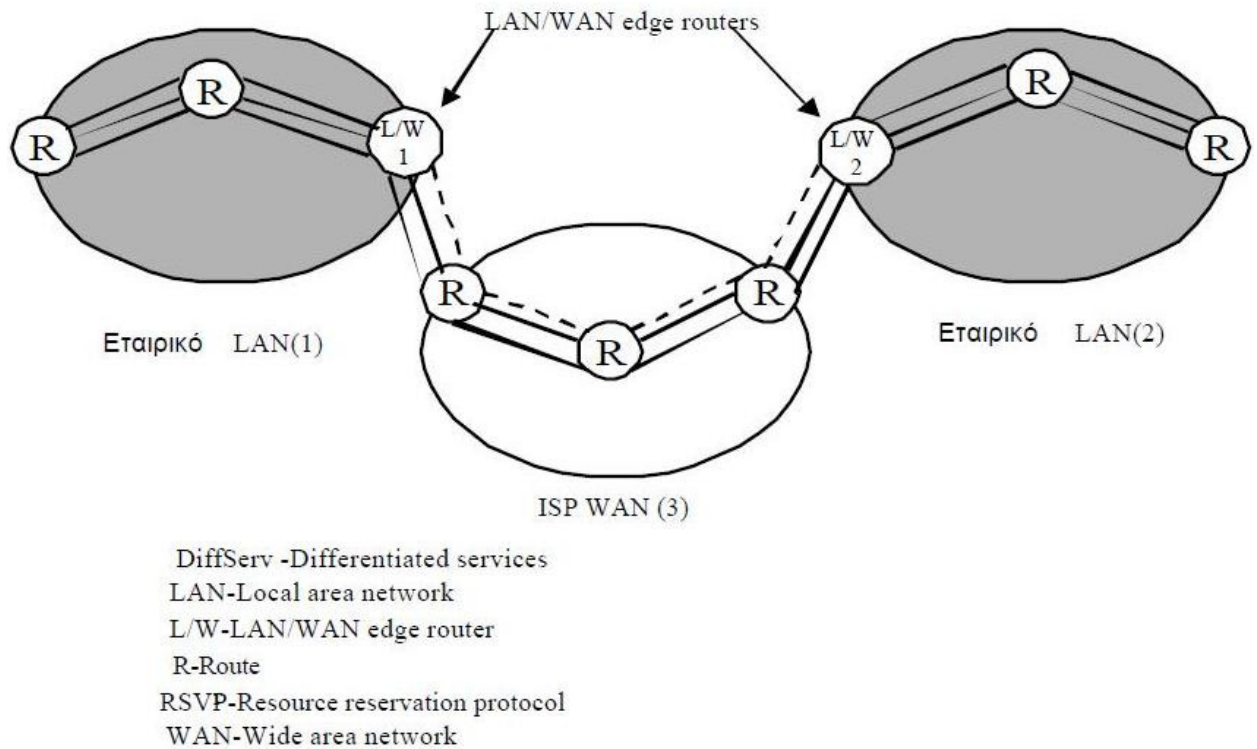 LAN/WAN edge routers
R
R
L/W
1
L/W
2
R
R
R
R
R
Εταιρικό LAN(1)
Εταιρικό LAN(2)
ISP WAN (3)
DiffServ -Differentiated services
LAN-Local area network
L/W-LAN/WAN edge router
R-Route
RSVP-Resource reservation protocol
WAN-Wide area network